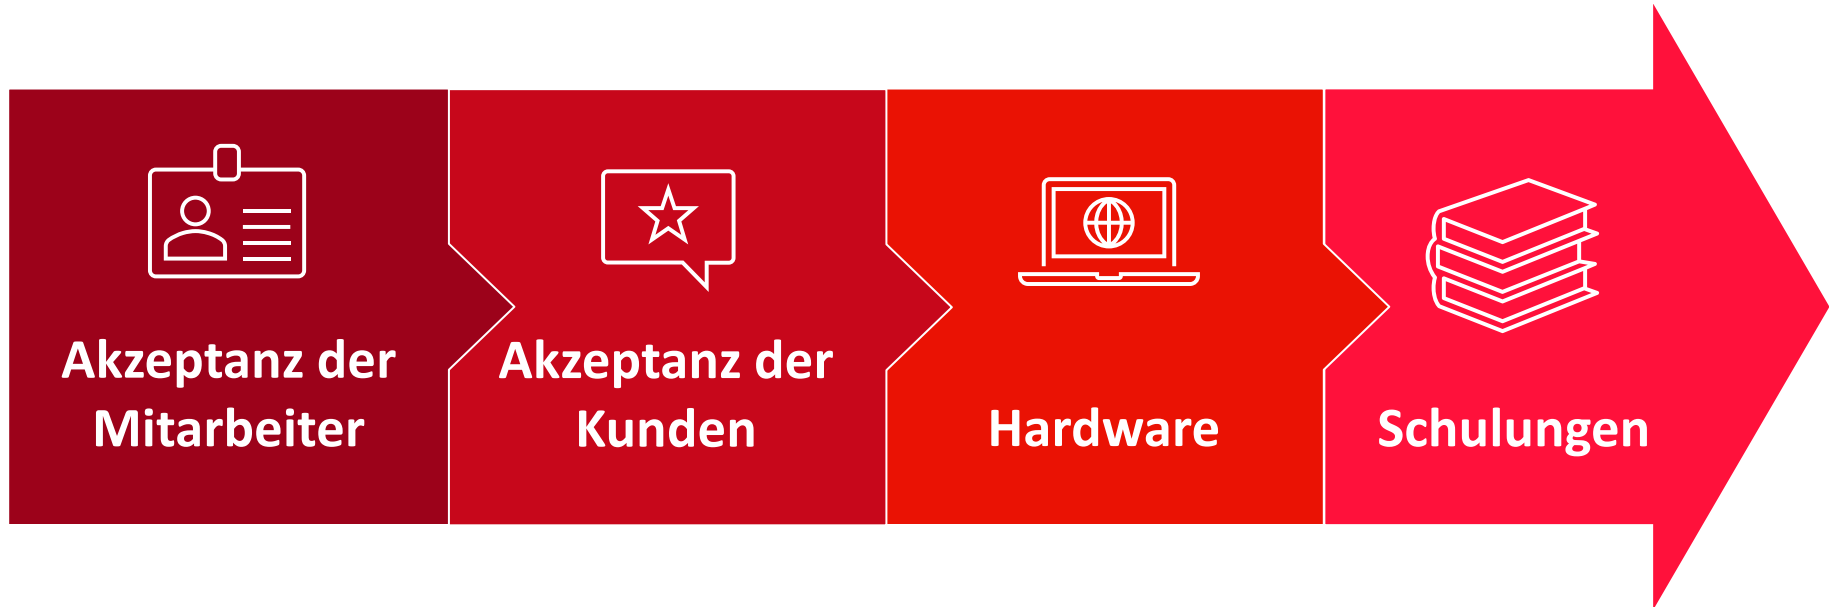 Akzeptanz der
Mitarbeiter
Akzeptanz der
Kunden
Hardware
Schulungen